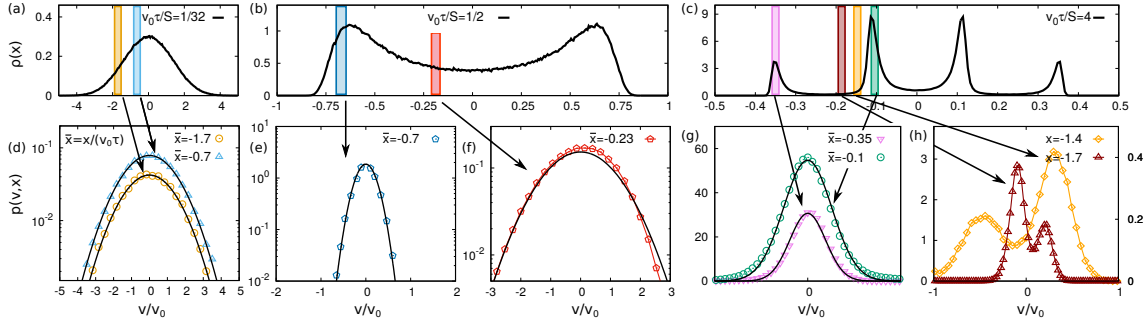 (a)
v₀τ/S=1/32
ρ(x)
0.4
0.2
0
-4 -2 0 2 4
(b)
v₀τ/S=1/2
1
0.5
0
-1 -0.75 -0.5 -0.25 0 0.25 0.5 0.75 1
(c)
v₀τ/S=4
9
6
3
0
-0.5 -0.4 -0.3 -0.2 -0.1 0 0.1 0.2 0.3 0.4 0.5
(d)
x̅=x/(v₀τ)
x̅=-1.7
x̅=-0.7
p(v,x)
10⁻¹
10⁻²
-5 -4 -3 -2 -1 0 1 2 3 4 5
v/v₀
(e)
x̅=-0.7
10¹
10⁰
10⁻¹
10⁻²
-2 -1 0 1 2
v/v₀
(f)
x̅=-0.23
10⁻¹
10⁻²
-3 -2 -1 0 1 2 3
v/v₀
(g)
x̅=-0.35
x̅=-0.1
60
40
20
0
0
v/v₀
(h)
x=-1.4
x=-1.7
3
2
1
0
0.4
0.2
0
-1 0 1
v/v₀